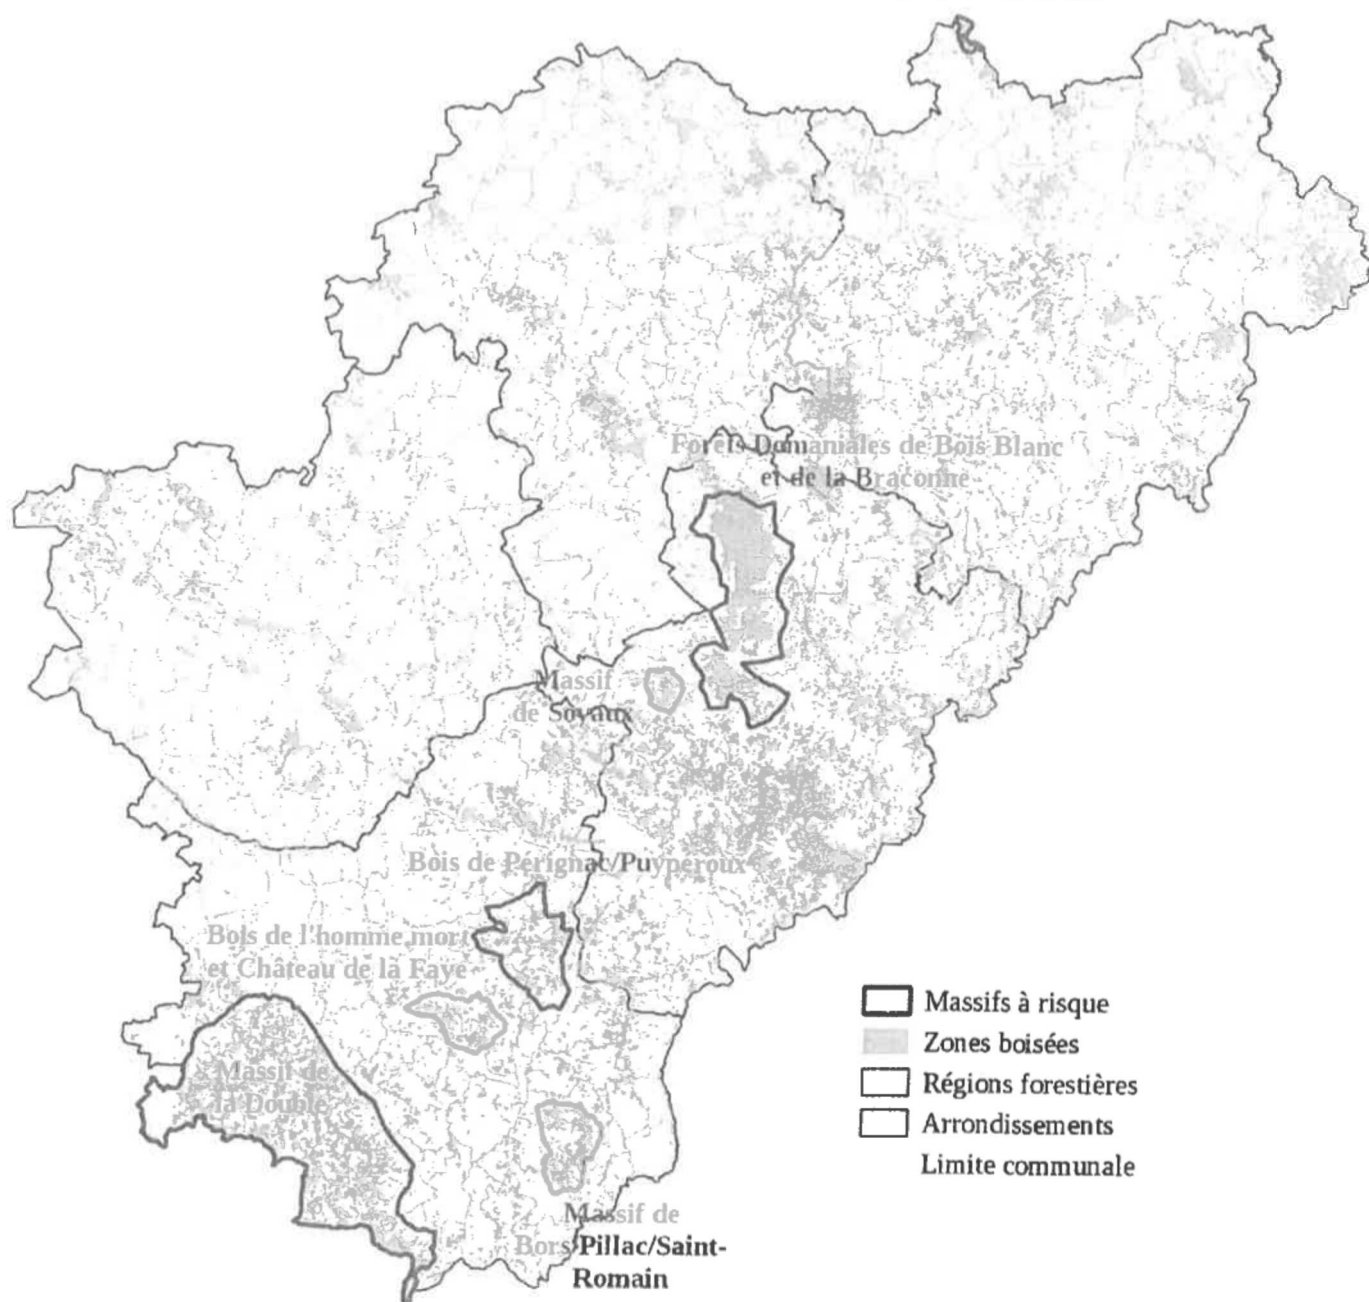 Forêts Domaniales de Bois Blanc
et de la Braconne
Massif
de Soyaux
Bois de Pérignac/Puypéroux
Bois de l'homme mort
et Château de la Faye
Massif de
la Double
Massif de
Bors/Pillac/Saint-
Romain
Massifs à risque
Zones boisées
Régions forestières
Arrondissements
Limite communale